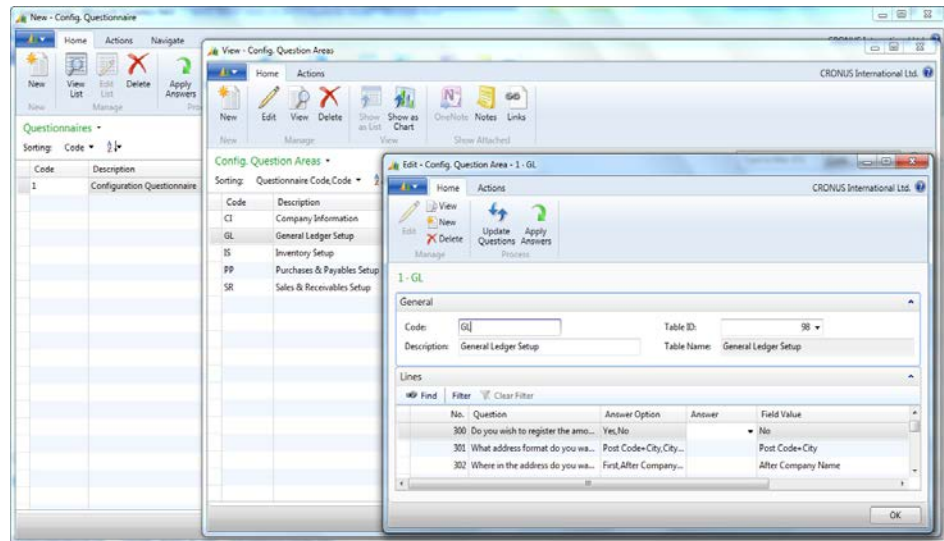 New - Config. Questionnaire
Home Actions Navigate
New View List Edit List Delete Apply Answers
New Manage
Questionnaires
Sorting: Code
Code Description
1 Configuration Questionnaire
View - Config. Question Areas
Home Actions CRONUS International Ltd.
New Edit View Delete Show as List Show as Chart OneNote Notes Links
New Manage View Show Attached
Config. Question Areas
Sorting: Questionnaire Code,Code
Code Description
CI Company Information
GL General Ledger Setup
IS Inventory Setup
PP Purchases & Payables Setup
SR Sales & Receivables Setup
Edit - Config. Question Area - 1 - GL
Home Actions CRONUS International Ltd.
Edit View New Delete Update Questions Apply Answers
Manage Process
1 - GL
General
Code: GL Table ID: 98
Description: General Ledger Setup Table Name: General Ledger Setup
Lines
Find Filter Clear Filter
No. Question Answer Option Answer Field Value
300 Do you wish to register the amo... Yes,No No
301 What address format do you wa... Post Code+City,City... Post Code+City
302 Where in the address do you wa... First,After Company... After Company Name
OK